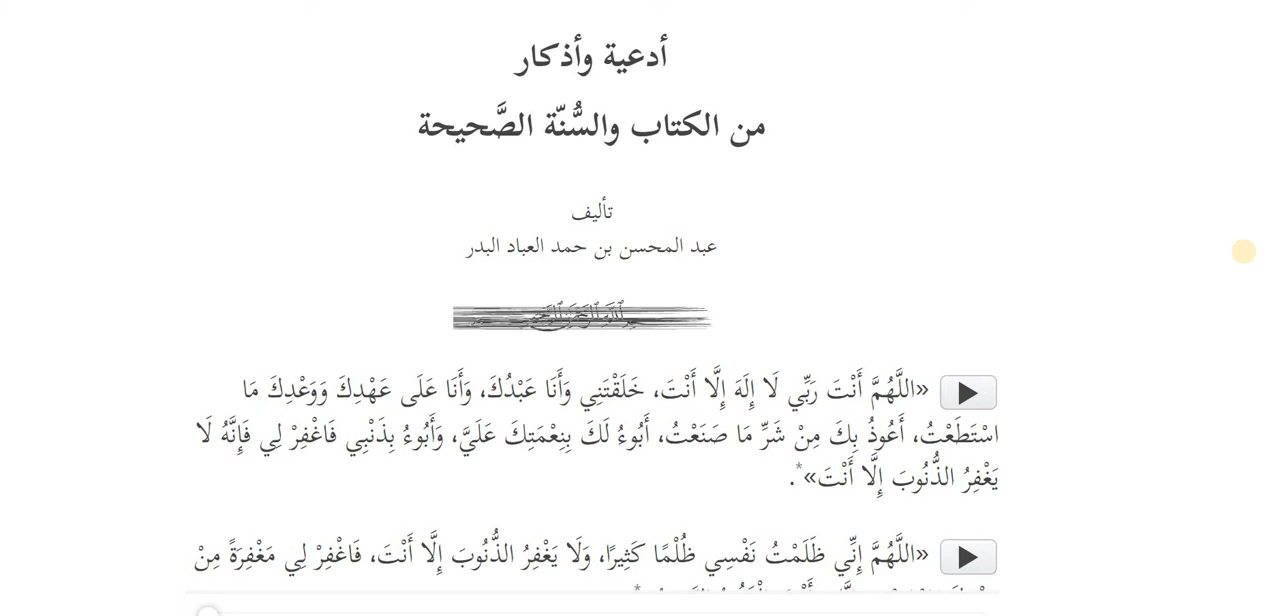 أدعية وأذكار
من الكتاب والسُّنّة الصَّحيحة
تأليف
عبد المحسن بن حمد العباد البدر
«اللَّهُمَّ أَنْتَ رَبِّي لَا إِلَهَ إِلَّا أَنْتَ، خَلَقْتَنِي وَأَنَا عَبْدُكَ، وَأَنَا عَلَى عَهْدِكَ وَوَعْدِكَ مَا
اسْتَطَعْتُ، أَعُوذُ بِكَ مِنْ شَرِّ مَا صَنَعْتُ، أَبُوءُ لَكَ بِنِعْمَتِكَ عَلَيَّ، وَأَبُوءُ بِذَنْبِي فَاغْفِرْ لِي فَإِنَّهُ لَا
يَغْفِرُ الذُّنُوبَ إِلَّا أَنْتَ»*.
«اللَّهُمَّ إِنِّي ظَلَمْتُ نَفْسِي ظُلْمًا كَثِيرًا، وَلَا يَغْفِرُ الذُّنُوبَ إِلَّا أَنْتَ، فَاغْفِرْ لِي مَغْفِرَةً مِنْ